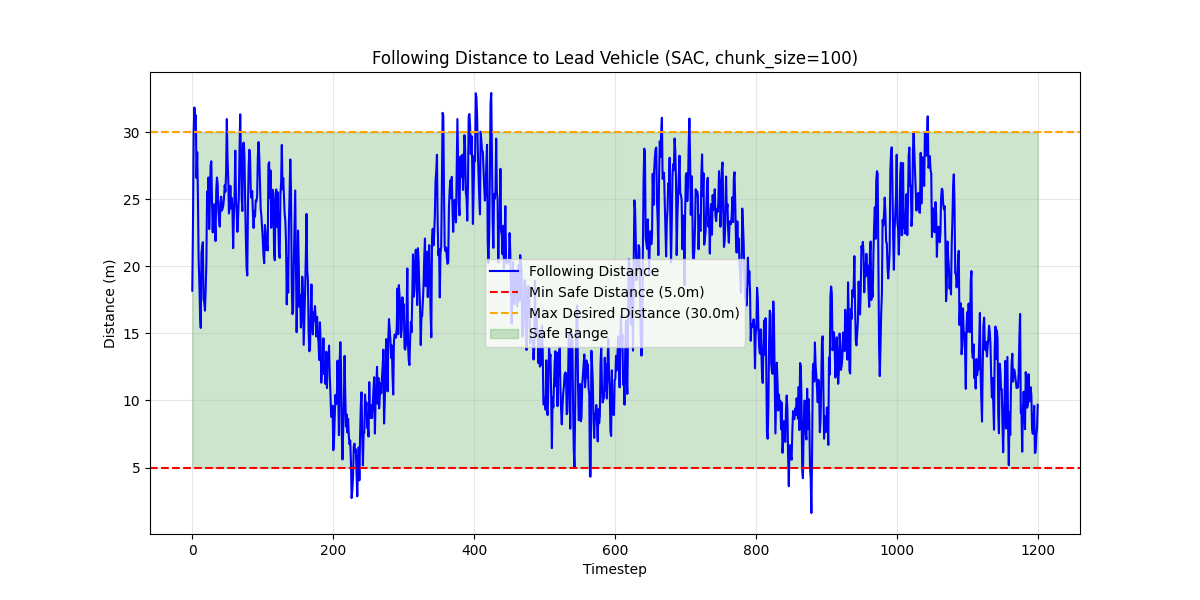 Following Distance to Lead Vehicle (SAC, chunk_size=100)
Distance (m)
30
25
20
15
10
5
Following Distance
Min Safe Distance (5.0m)
Max Desired Distance (30.0m)
Safe Range
0 200 400 600 800 1000 1200
Timestep